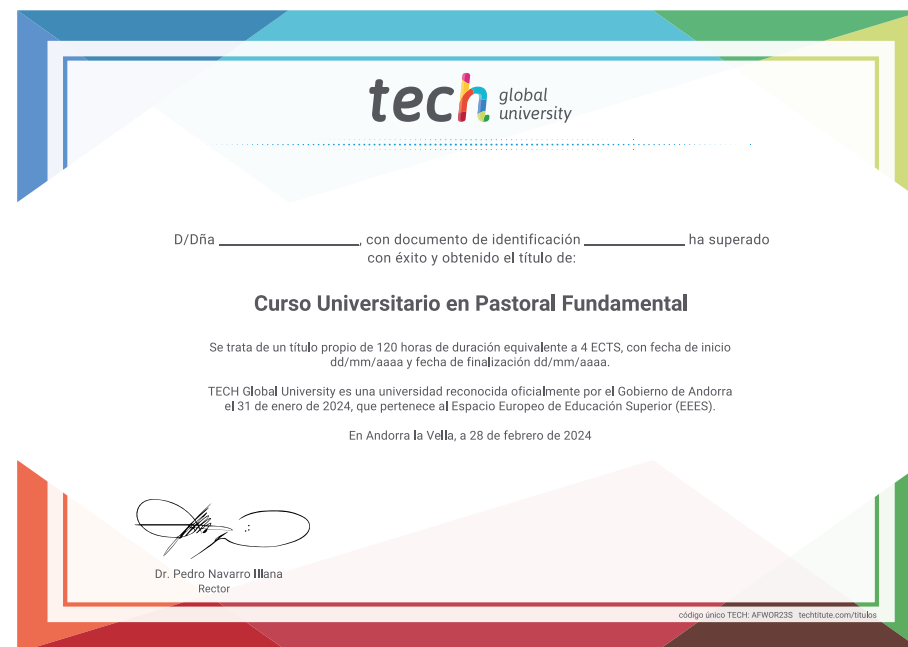 tech global university
D/Dña ____________________, con documento de identificación ______________ ha superado
con éxito y obtenido el título de:
Curso Universitario en Pastoral Fundamental
Se trata de un título propio de 120 horas de duración equivalente a 4 ECTS, con fecha de inicio
dd/mm/aaaa y fecha de finalización dd/mm/aaaa.
TECH Global University es una universidad reconocida oficialmente por el Gobierno de Andorra
el 31 de enero de 2024, que pertenece al Espacio Europeo de Educación Superior (EEES).
En Andorra la Vella, a 28 de febrero de 2024
Dr. Pedro Navarro Illana
Rector
código único TECH: AFWOR23S techtitute.com/titulos